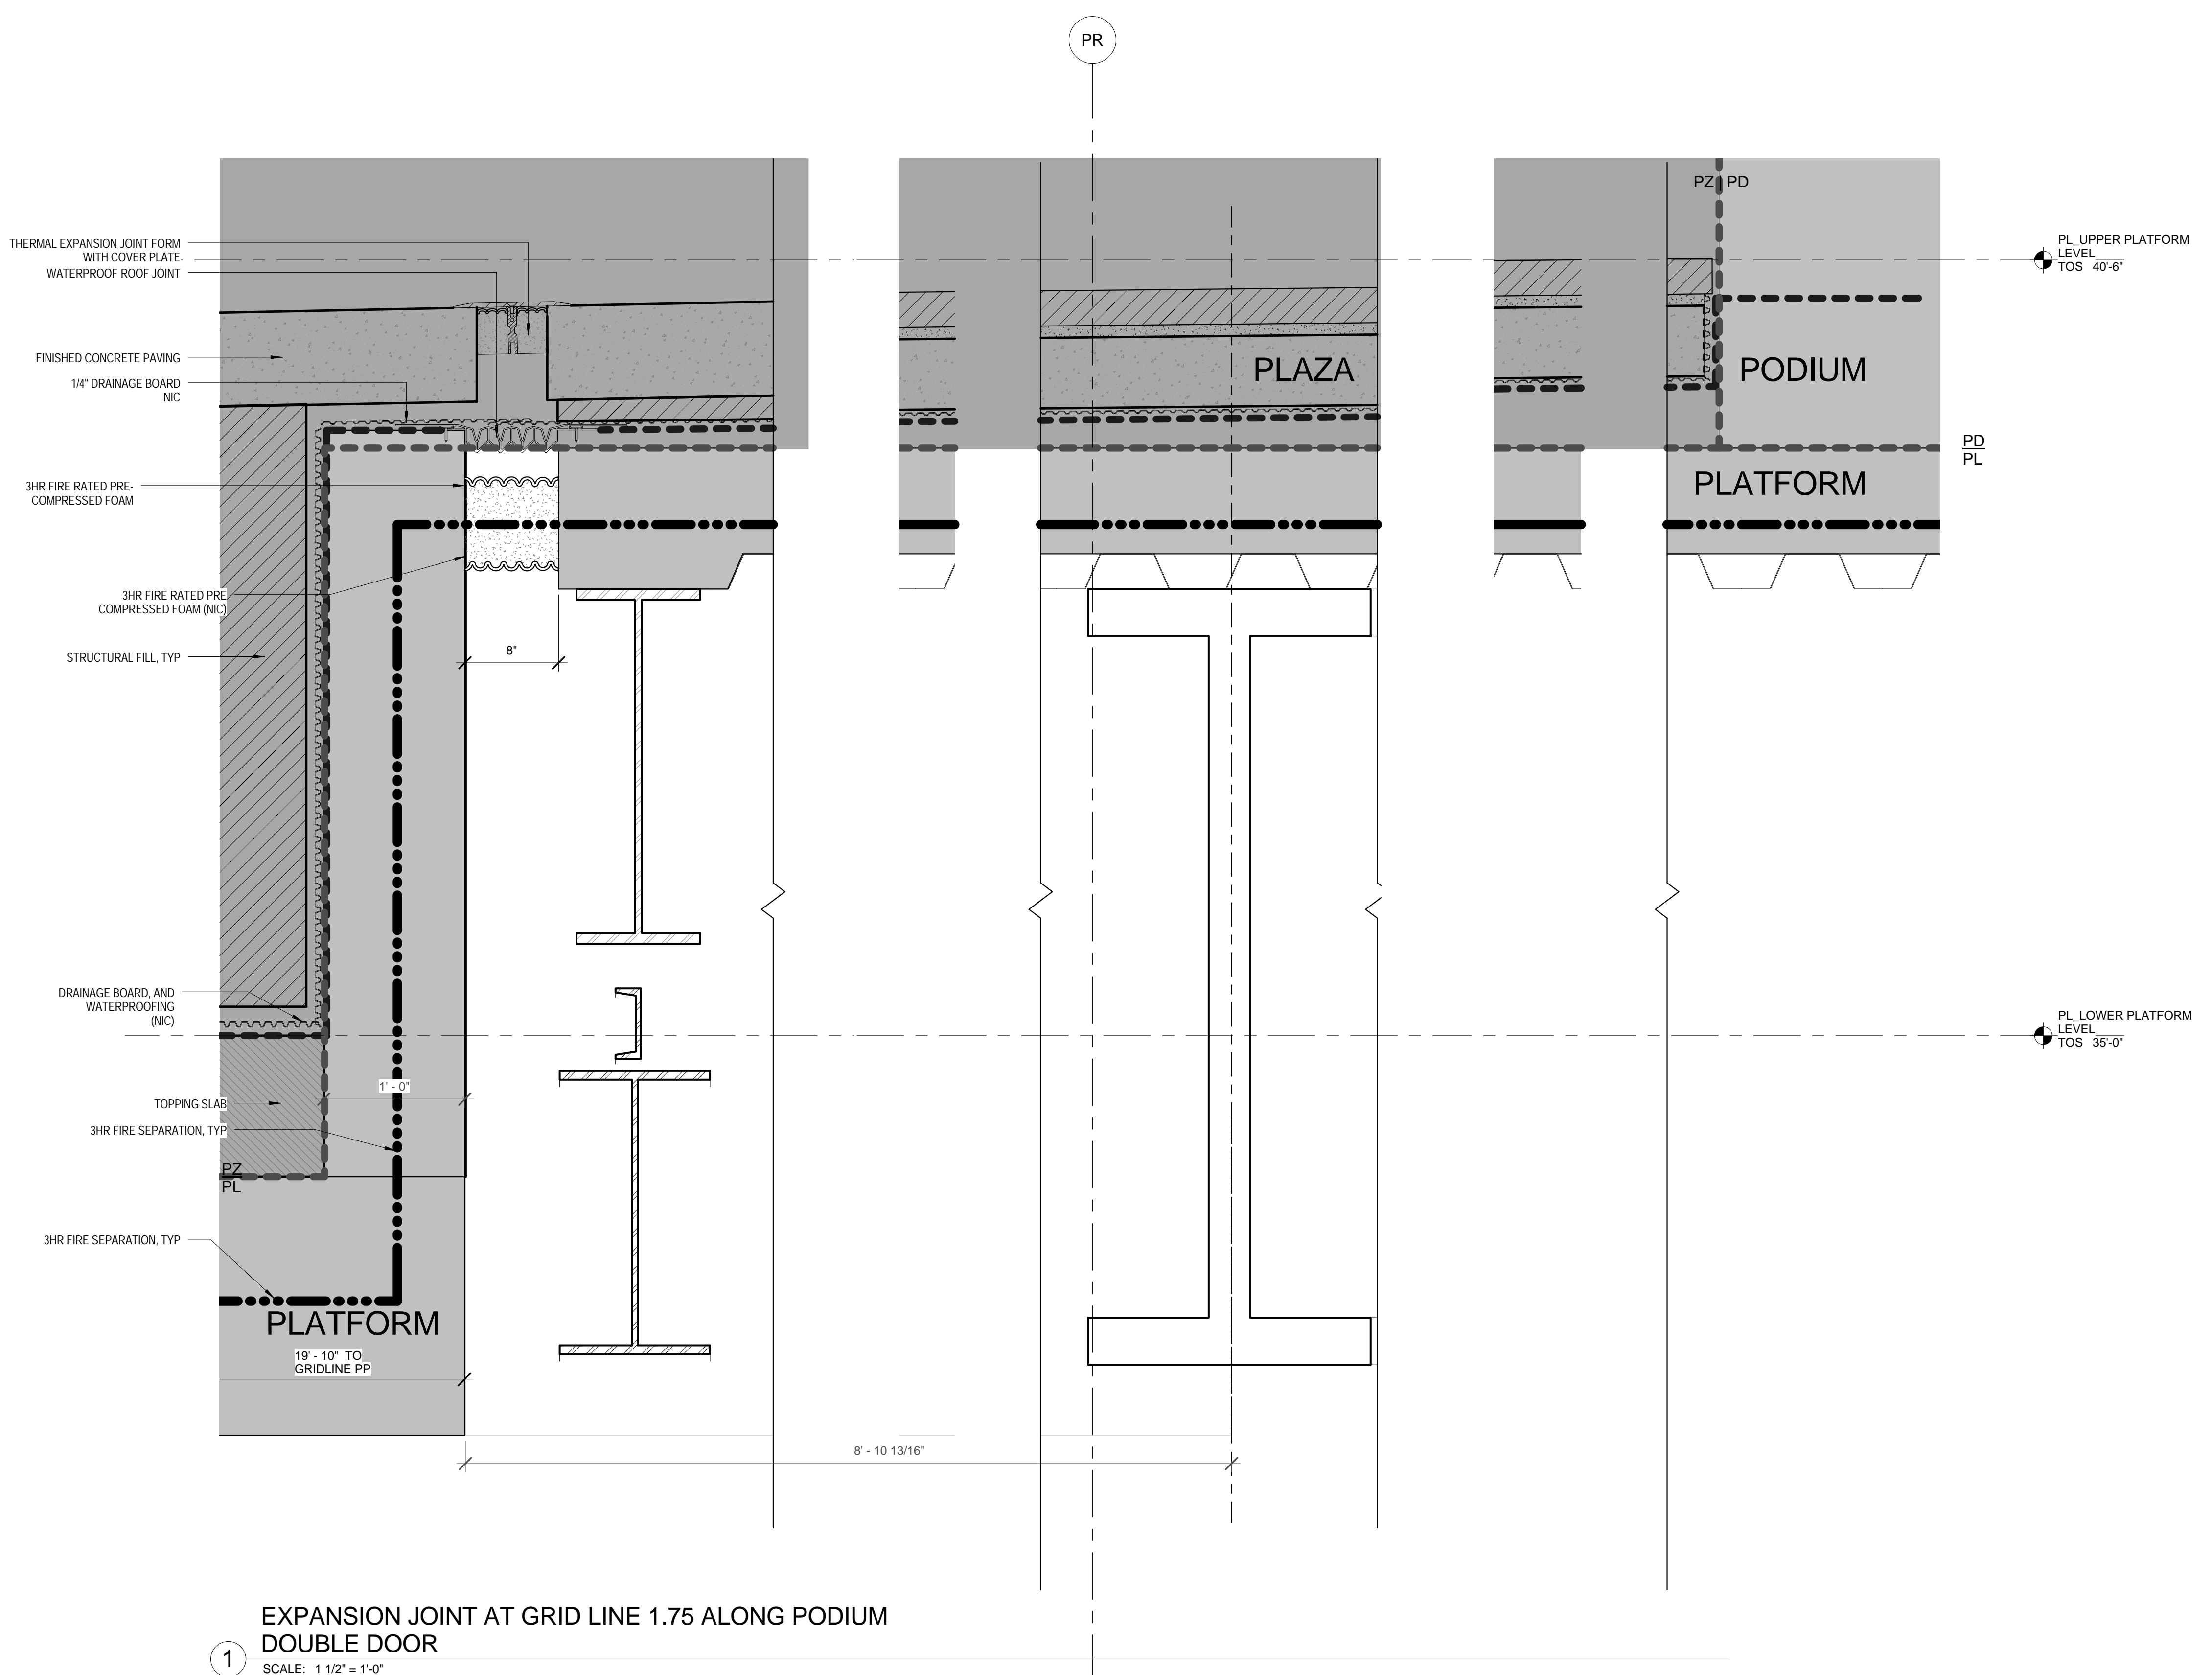 PR
PZ PD
THERMAL EXPANSION JOINT FORM
WITH COVER PLATE
WATERPROOF ROOF JOINT
PL_UPPER PLATFORM
LEVEL
TOS 40'-6"
FINISHED CONCRETE PAVING
1/4" DRAINAGE BOARD
NIC
PLAZA
PODIUM
PD
PL
PLATFORM
3HR FIRE RATED PRE-
COMPRESSED FOAM
3HR FIRE RATED PRE
COMPRESSED FOAM (NIC)
STRUCTURAL FILL, TYP
8"
DRAINAGE BOARD, AND
WATERPROOFING
(NIC)
PL_LOWER PLATFORM
LEVEL
TOS 35'-0"
1' - 0"
TOPPING SLAB
3HR FIRE SEPARATION, TYP
PZ
PL
3HR FIRE SEPARATION, TYP
PLATFORM
19' - 10" TO
GRIDLINE PP
8' - 10 13/16"
EXPANSION JOINT AT GRID LINE 1.75 ALONG PODIUM
DOUBLE DOOR
1
SCALE: 1 1/2" = 1'-0"